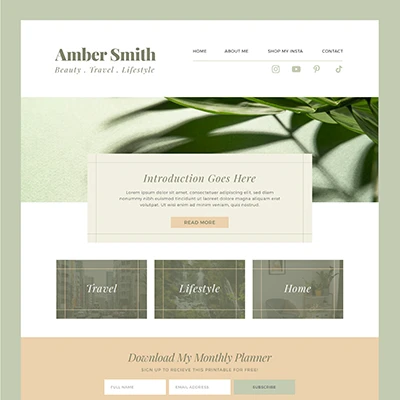 Amber Smith
Beauty . Travel . Lifestyle
HOME ABOUT ME SHOP MY INSTA CONTACT
Introduction Goes Here
Lorem ipsum dolor sit amet, consectetuer adipiscing elit, sed diam
nonummy nibh euismod tincidunt ut laoreet dolore magna aliquam erat
volutpat. Ut wisi enim ad minim veniam, quis nostrud.
READ MORE
Travel Lifestyle Home
Download My Monthly Planner
SIGN UP TO RECIEVE THIS PRINTABLE FOR FREE!
FULL NAME EMAIL ADDRESS SUBSCRIBE